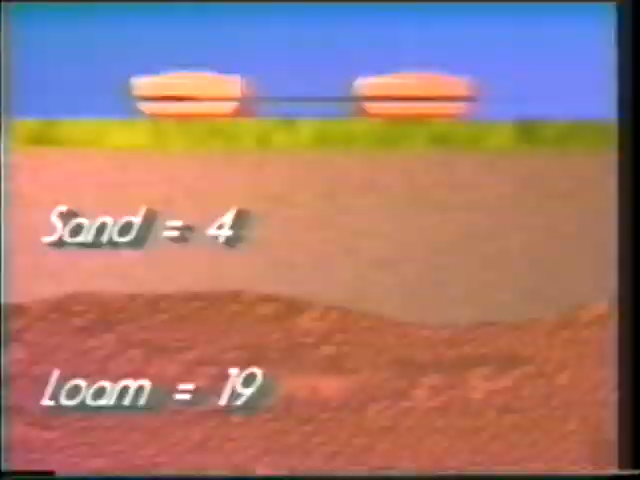 Sand = 4
Loam = 19